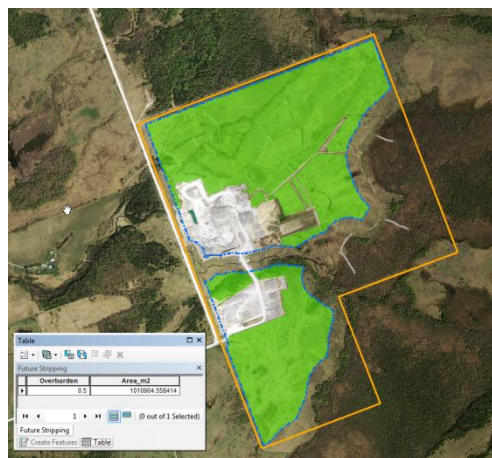 Table
Future Stripping
Overburden Area_m2
0.5 1010904.558414
1 (0 out of 1 Selected)
Future Stripping
Create Features Table